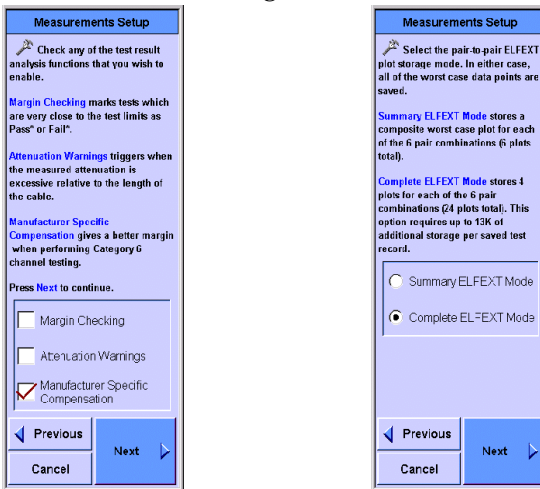 Measurements Setup
Check any of the test result
analysis functions that you wish to
enable.
Margin Checking marks tests which
are very close to the test limits as
Pass* or Fail*.
Attenuation Warnings triggers when
the measured attenuation is
excessive relative to the length of
the cable.
Manufacturer Specific
Compensation gives a better margin
when performing Category 6
channel testing.
Press Next to continue.
Margin Checking
Attenuation Warnings
Manufacturer Specific
Compensation
Previous
Next
Cancel
Measurements Setup
Select the pair-to-pair ELFEXT
plot storage mode. In either case,
all of the worst case data points are
saved.
Summary ELFEXT Mode stores a
composite worst case plot for each
of the 6 pair combinations (6 plots
total).
Complete ELFEXT Mode stores 4
plots for each of the 6 pair
combinations (24 plots total). This
option requires up to 13K of
additional storage per saved test
record.
Summary ELFEXT Mode
Complete ELFEXT Mode
Previous
Next
Cancel